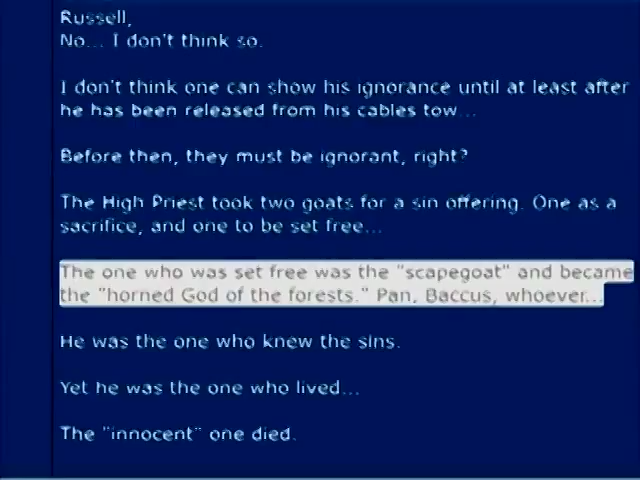 Russell,
No... I don't think so.
I don't think one can show his ignorance until at least after
he has been released from his cables tow...
Before then, they must be ignorant, right?
The High Priest took two goats for a sin offering. One as a
sacrifice, and one to be set free...
The one who was set free was the "scapegoat" and became
the "horned God of the forests." Pan, Baccus, whoever...
He was the one who knew the sins.
Yet he was the one who lived...
The "innocent" one died.